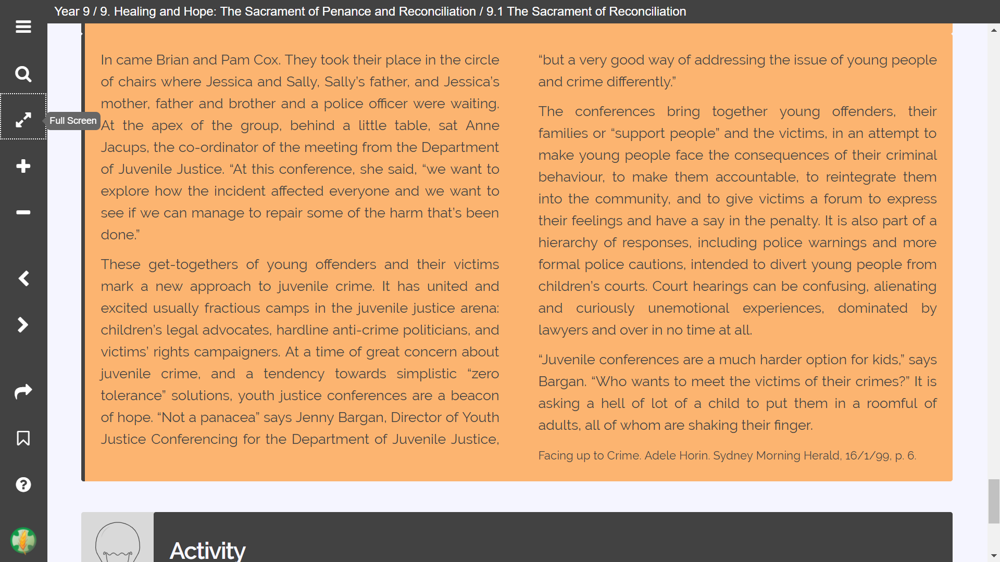 Year 9 / 9. Healing and Hope: The Sacrament of Penance and Reconciliation / 9.1 The Sacrament of Reconciliation
Full Screen
In came Brian and Pam Cox. They took their place in the circle
of chairs where Jessica and Sally, Sally’s father, and Jessica’s
mother, father and brother and a police officer were waiting.
At the apex of the group, behind a little table, sat Anne
Jacups, the co-ordinator of the meeting from the Department
of Juvenile Justice. “At this conference, she said, “we want to
explore how the incident affected everyone and we want to
see if we can manage to repair some of the harm that’s been
done.”
These get-togethers of young offenders and their victims
mark a new approach to juvenile crime. It has united and
excited usually fractious camps in the juvenile justice arena:
children’s legal advocates, hardline anti-crime politicians, and
victims’ rights campaigners. At a time of great concern about
juvenile crime, and a tendency towards simplistic “zero
tolerance” solutions, youth justice conferences are a beacon
of hope. “Not a panacea” says Jenny Bargan, Director of Youth
Justice Conferencing for the Department of Juvenile Justice,
“but a very good way of addressing the issue of young people
and crime differently.”
The conferences bring together young offenders, their
families or “support people” and the victims, in an attempt to
make young people face the consequences of their criminal
behaviour, to make them accountable, to reintegrate them
into the community, and to give victims a forum to express
their feelings and have a say in the penalty. It is also part of a
hierarchy of responses, including police warnings and more
formal police cautions, intended to divert young people from
children’s courts. Court hearings can be confusing, alienating
and curiously unemotional experiences, dominated by
lawyers and over in no time at all.
“Juvenile conferences are a much harder option for kids,” says
Bargan. “Who wants to meet the victims of their crimes?” It is
asking a hell of lot of a child to put them in a roomful of
adults, all of whom are shaking their finger.
Facing up to Crime. Adele Horin. Sydney Morning Herald, 16/1/99, p. 6.
Activity